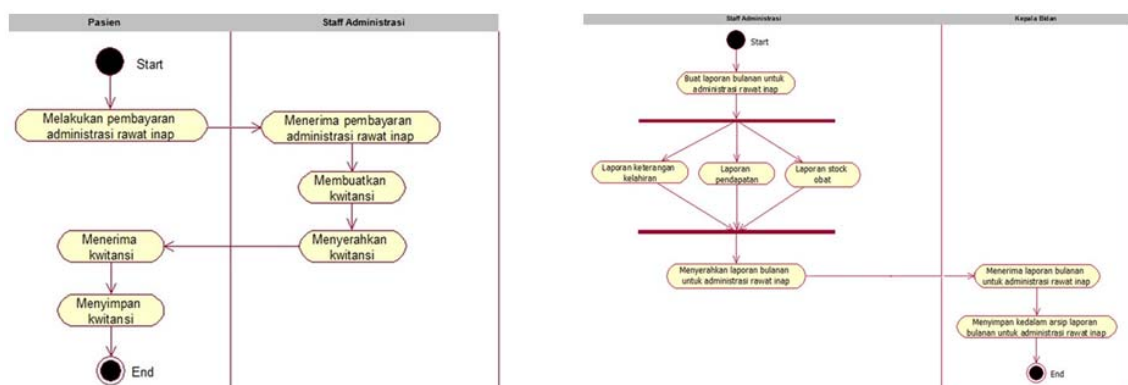 Pasien
Staff Administrasi
Start
Melakukan pembayaran
administrasi rawat inap
Menerima pembayaran
administrasi rawat inap
Membuatkan
kwitansi
Menyerahkan
kwitansi
Menerima
kwitansi
Menyimpan
kwitansi
End
Staff Administrasi
Kepala Bidan
Start
Buat laporan bulanan untuk
administrasi rawat inap
Laporan keterangan
kelahiran
Laporan
pendapatan
Laporan stock
obat
Menyerahkan laporan bulanan
untuk administrasi rawat inap
Menerima laporan bulanan
untuk administrasi rawat inap
Menyimpan kedalam arsip laporan
bulanan untuk administrasi rawat inap
End